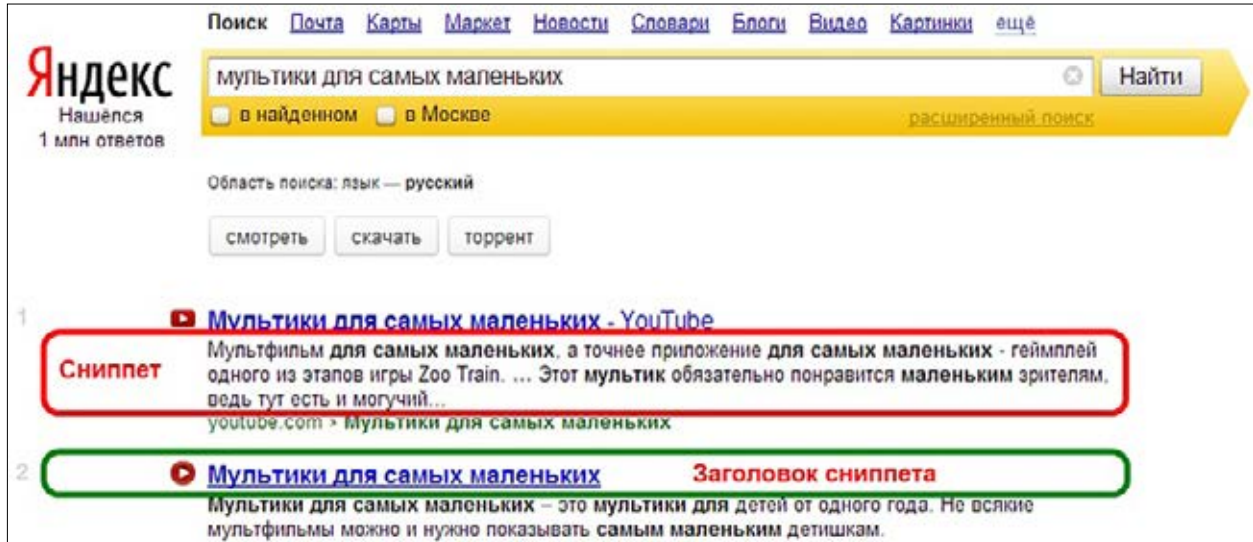 Поиск Почта Карты Маркет Новости Словари Блоги Видео Картинки ещё
Яндекс
Нашёлся
1 млн ответов
мультики для самых маленьких
Найти
в найденном в Москве
расширенный поиск
Область поиска: язык — русский
смотреть скачать торрент
1
Мультики для самых маленьких - YouTube
Сниппет
Мультфильм для самых маленьких, а точнее приложение для самых маленьких - геймплей
одного из этапов игры Zoo Train. ... Этот мультик обязательно понравится маленьким зрителям,
ведь тут есть и могучий...
youtube.com › Мультики для самых маленьких
2
Мультики для самых маленьких
Заголовок сниппета
Мультики для самых маленьких – это мультики для детей от одного года. Не всякие
мультфильмы можно и нужно показывать самым маленьким детишкам.